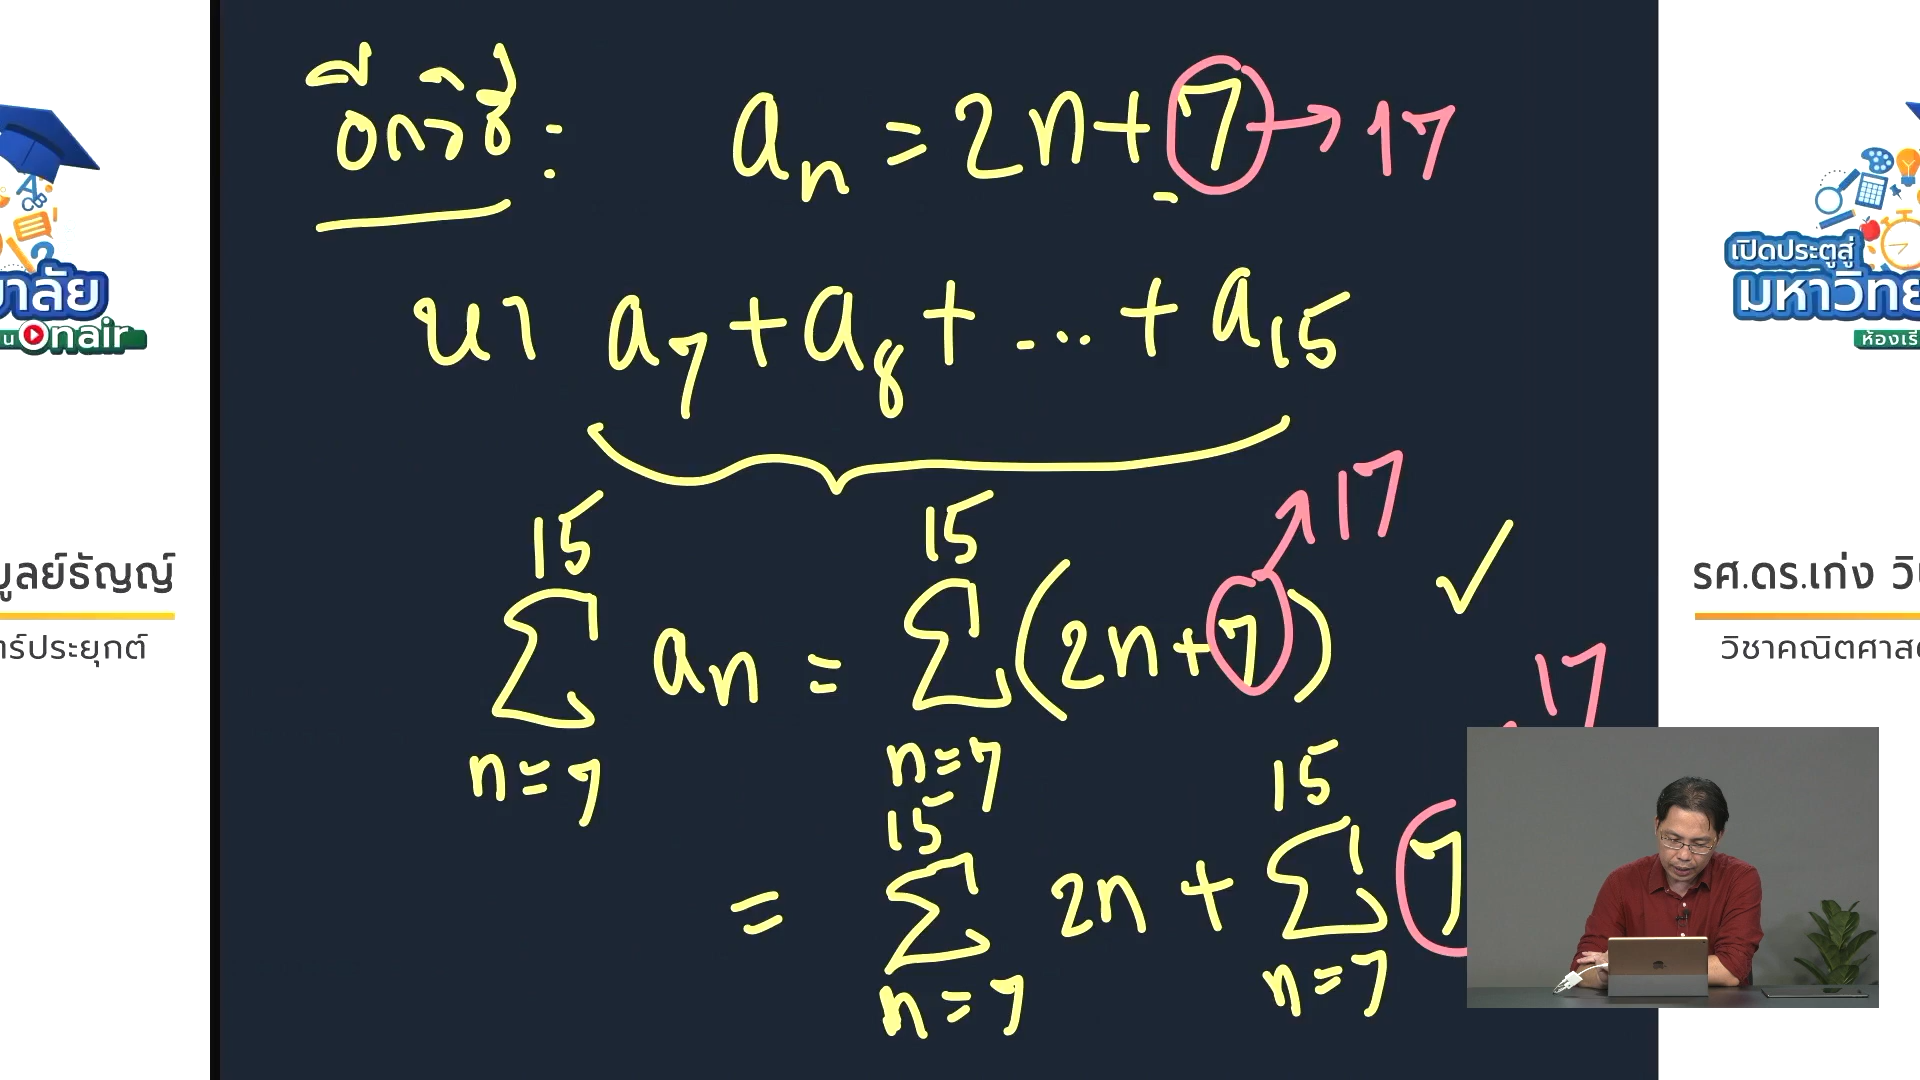 อีกวิธี : aₙ = 2n + 7 → 17
หา a₇ + a₈ + ... + a₁₅
15 15 17
∑ aₙ = ∑ (2n + 7) ✓
n = 7 n = 7
17
15 15
= ∑ 2n + ∑ 7
n = 7 n = 7
าลัย
น Onair
มูลย์ธัญญ์
าร์ประยุกต์
เปิดประตูสู่
มหาวิทย
ห้องเรี
รศ.ดร.เก่ง วิ
วิชาคณิตศาส